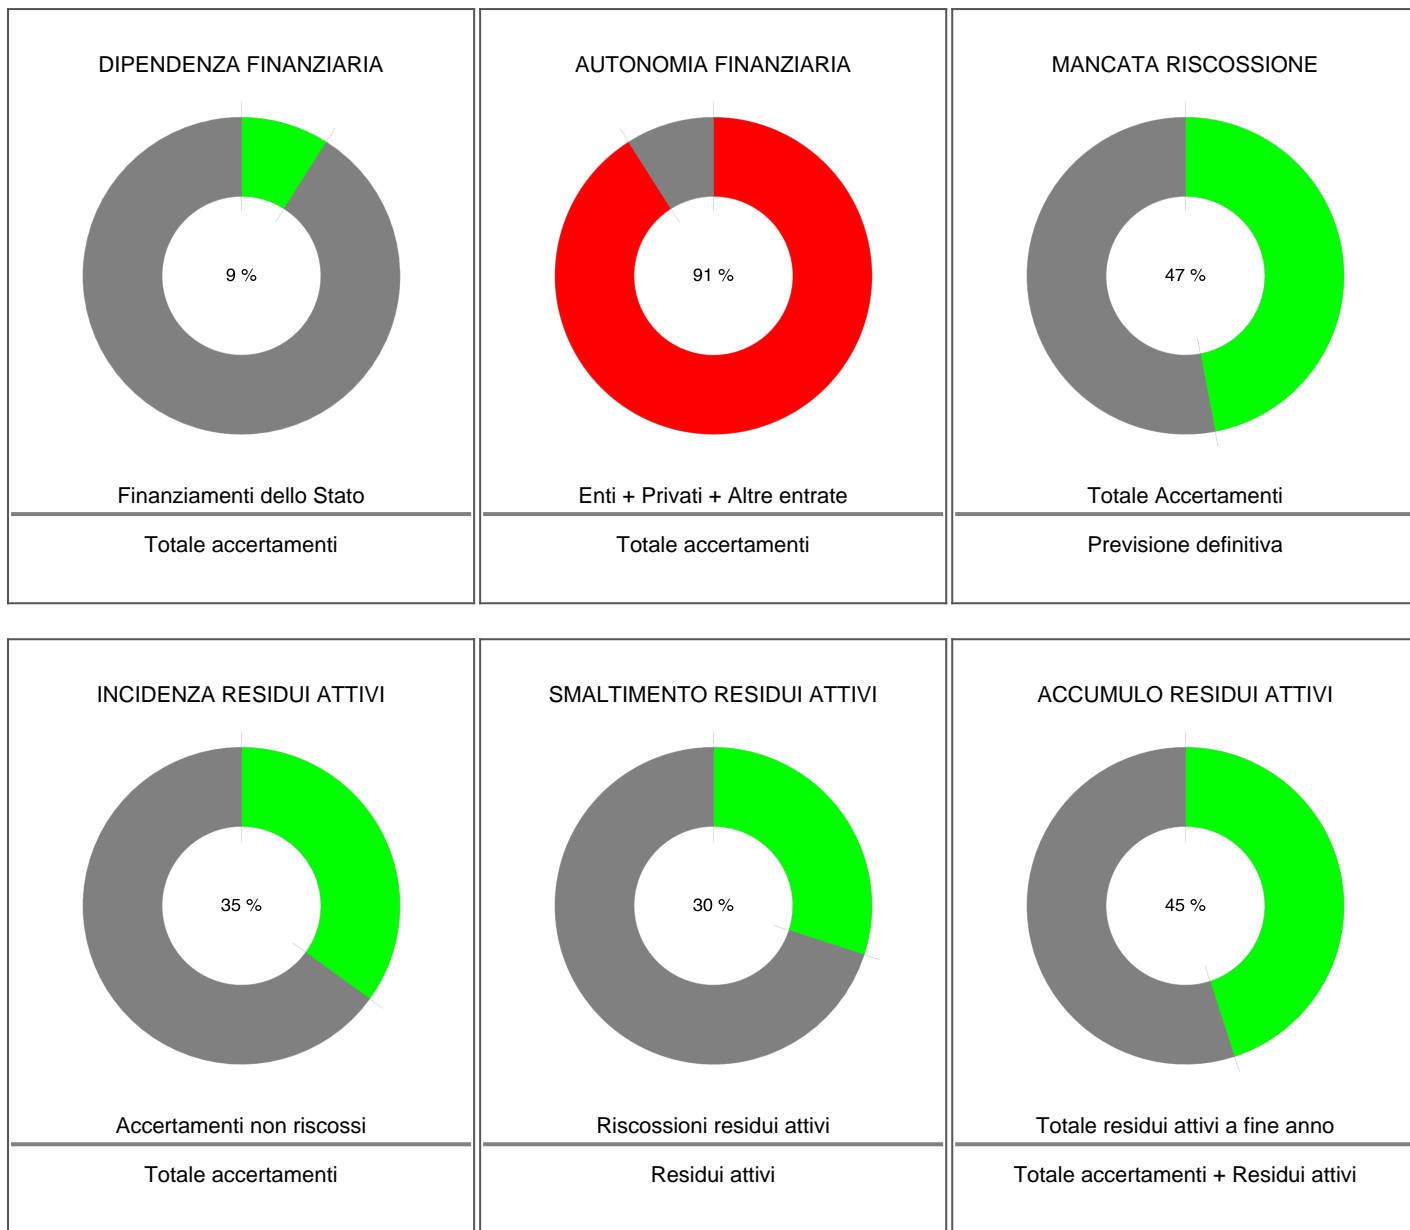 DIPENDENZA FINANZIARIA
9 %
Finanziamenti dello Stato
Totale accertamenti
AUTONOMIA FINANZIARIA
91 %
Enti + Privati + Altre entrate
Totale accertamenti
MANCATA RISCOSSIONE
47 %
Totale Accertamenti
Previsione definitiva
INCIDENZA RESIDUI ATTIVI
35 %
Accertamenti non riscossi
Totale accertamenti
SMALTIMENTO RESIDUI ATTIVI
30 %
Riscossioni residui attivi
Residui attivi
ACCUMULO RESIDUI ATTIVI
45 %
Totale residui attivi a fine anno
Totale accertamenti + Residui attivi